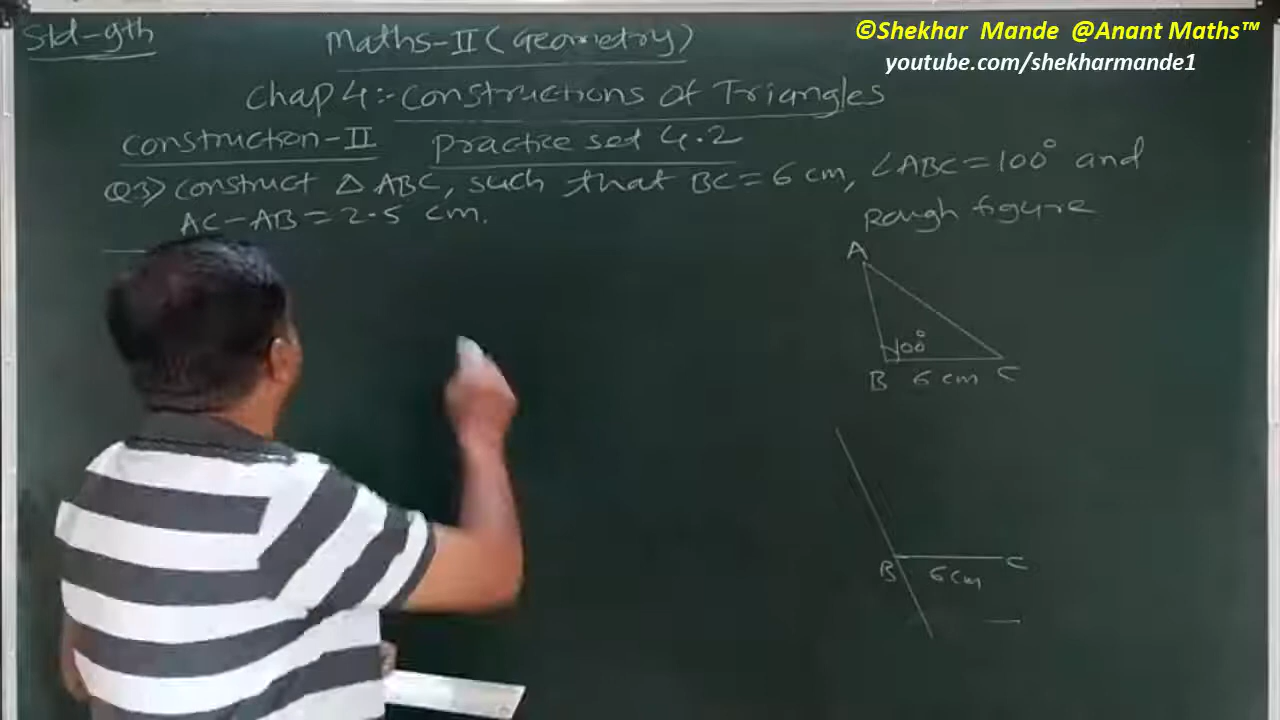 Std-9th
Maths-II (Geometry)
©Shekhar Mande @Anant Maths™
youtube.com/shekharmande1
Chap 4:- Constructions of Triangles
Construction-II Practice set 4.2
Q3) Construct △ABC, such that BC = 6 cm, ∠ABC = 100° and
AC-AB = 2.5 cm.
Rough figure
A
100°
B 6 cm C
B 6 cm C